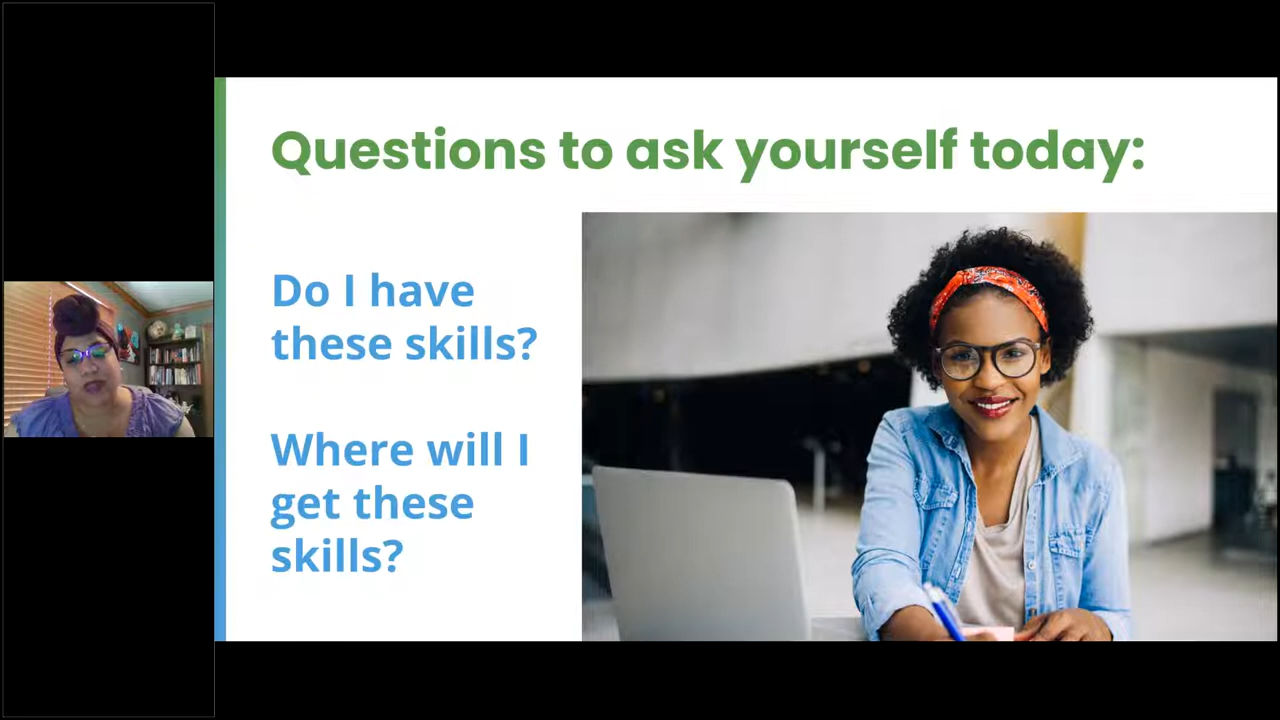 Questions to ask yourself today:
Do I have
these skills?
Where will I
get these
skills?